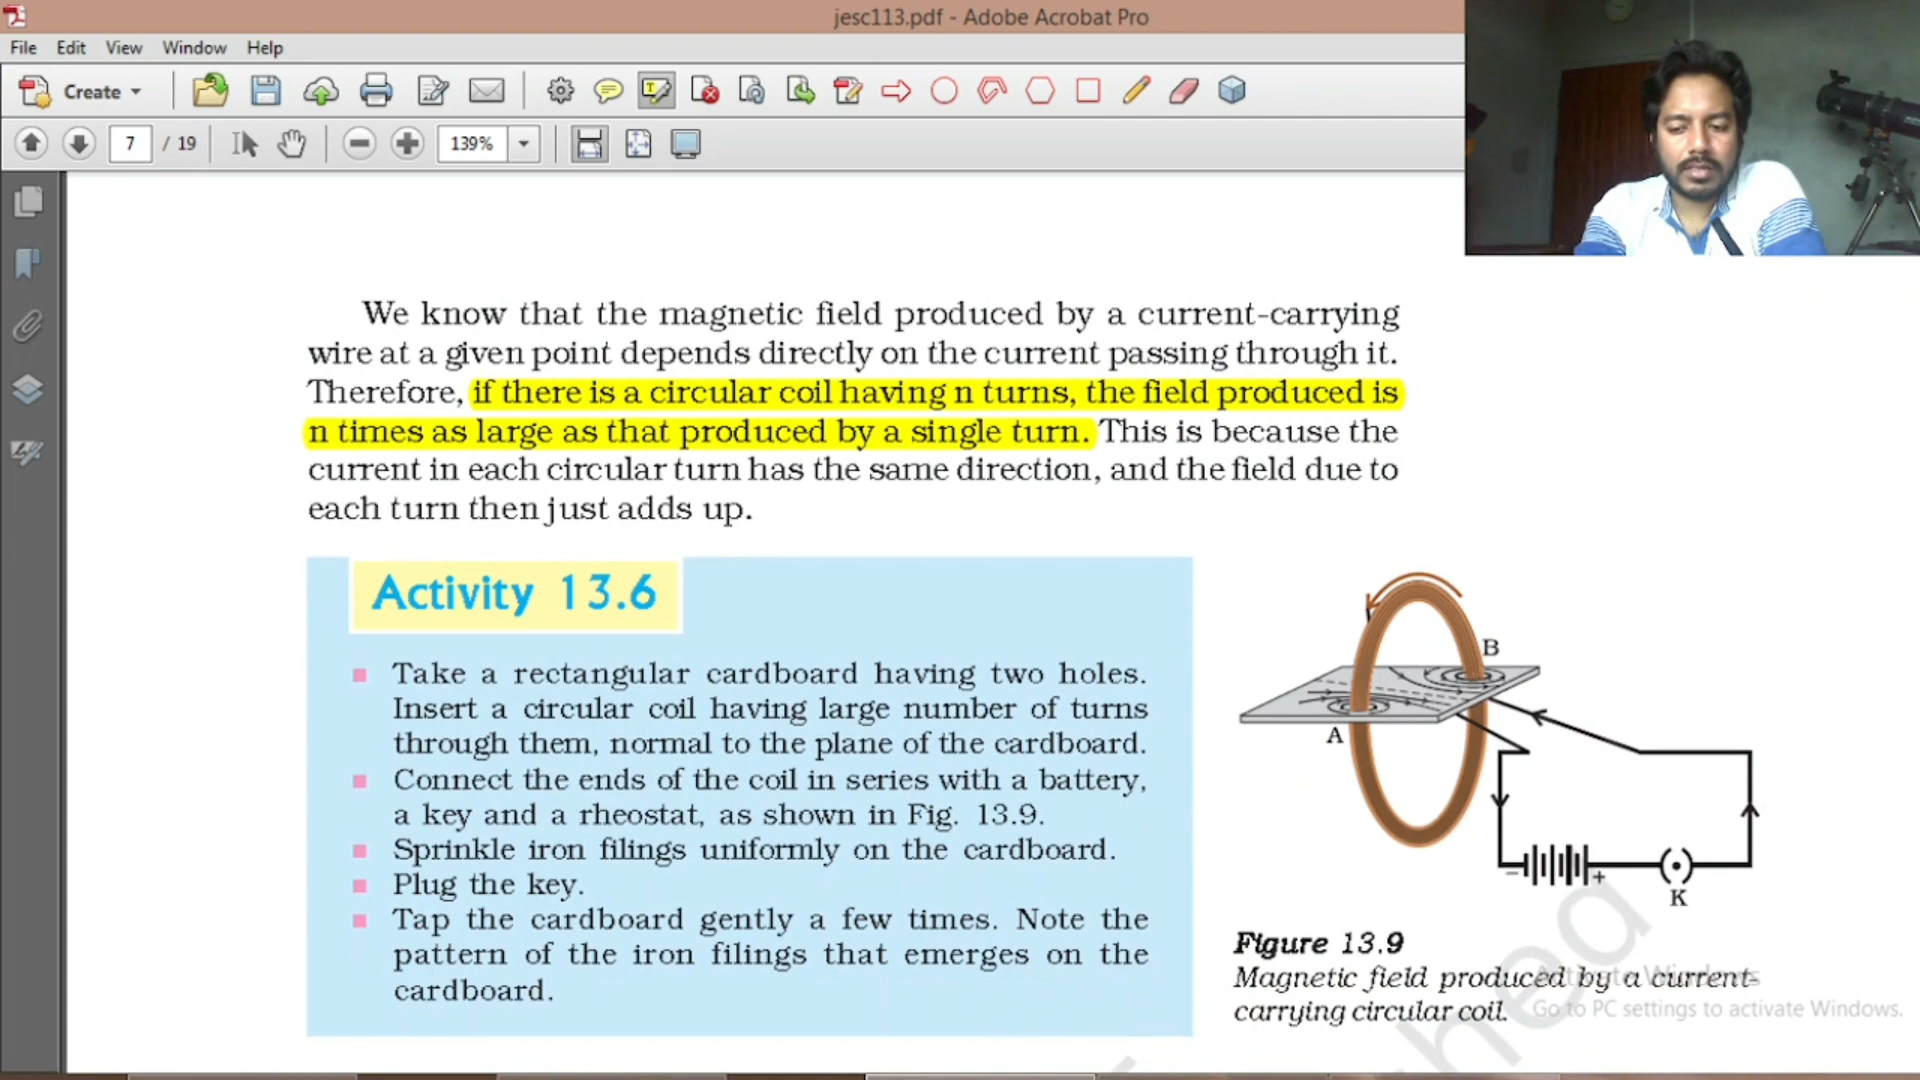 jesc113.pdf - Adobe Acrobat Pro
File Edit View Window Help
Create
7 / 19 139%
We know that the magnetic field produced by a current-carrying
wire at a given point depends directly on the current passing through it.
Therefore, if there is a circular coil having n turns, the field produced is
n times as large as that produced by a single turn. This is because the
current in each circular turn has the same direction, and the field due to
each turn then just adds up.
Activity 13.6
Take a rectangular cardboard having two holes.
Insert a circular coil having large number of turns
through them, normal to the plane of the cardboard.
Connect the ends of the coil in series with a battery,
a key and a rheostat, as shown in Fig. 13.9.
Sprinkle iron filings uniformly on the cardboard.
Plug the key.
Tap the cardboard gently a few times. Note the
pattern of the iron filings that emerges on the
cardboard.
B
A
− +
K
Figure 13.9
Magnetic field produced by a current-
carrying circular coil.
Activate Windows
Go to PC settings to activate Windows.